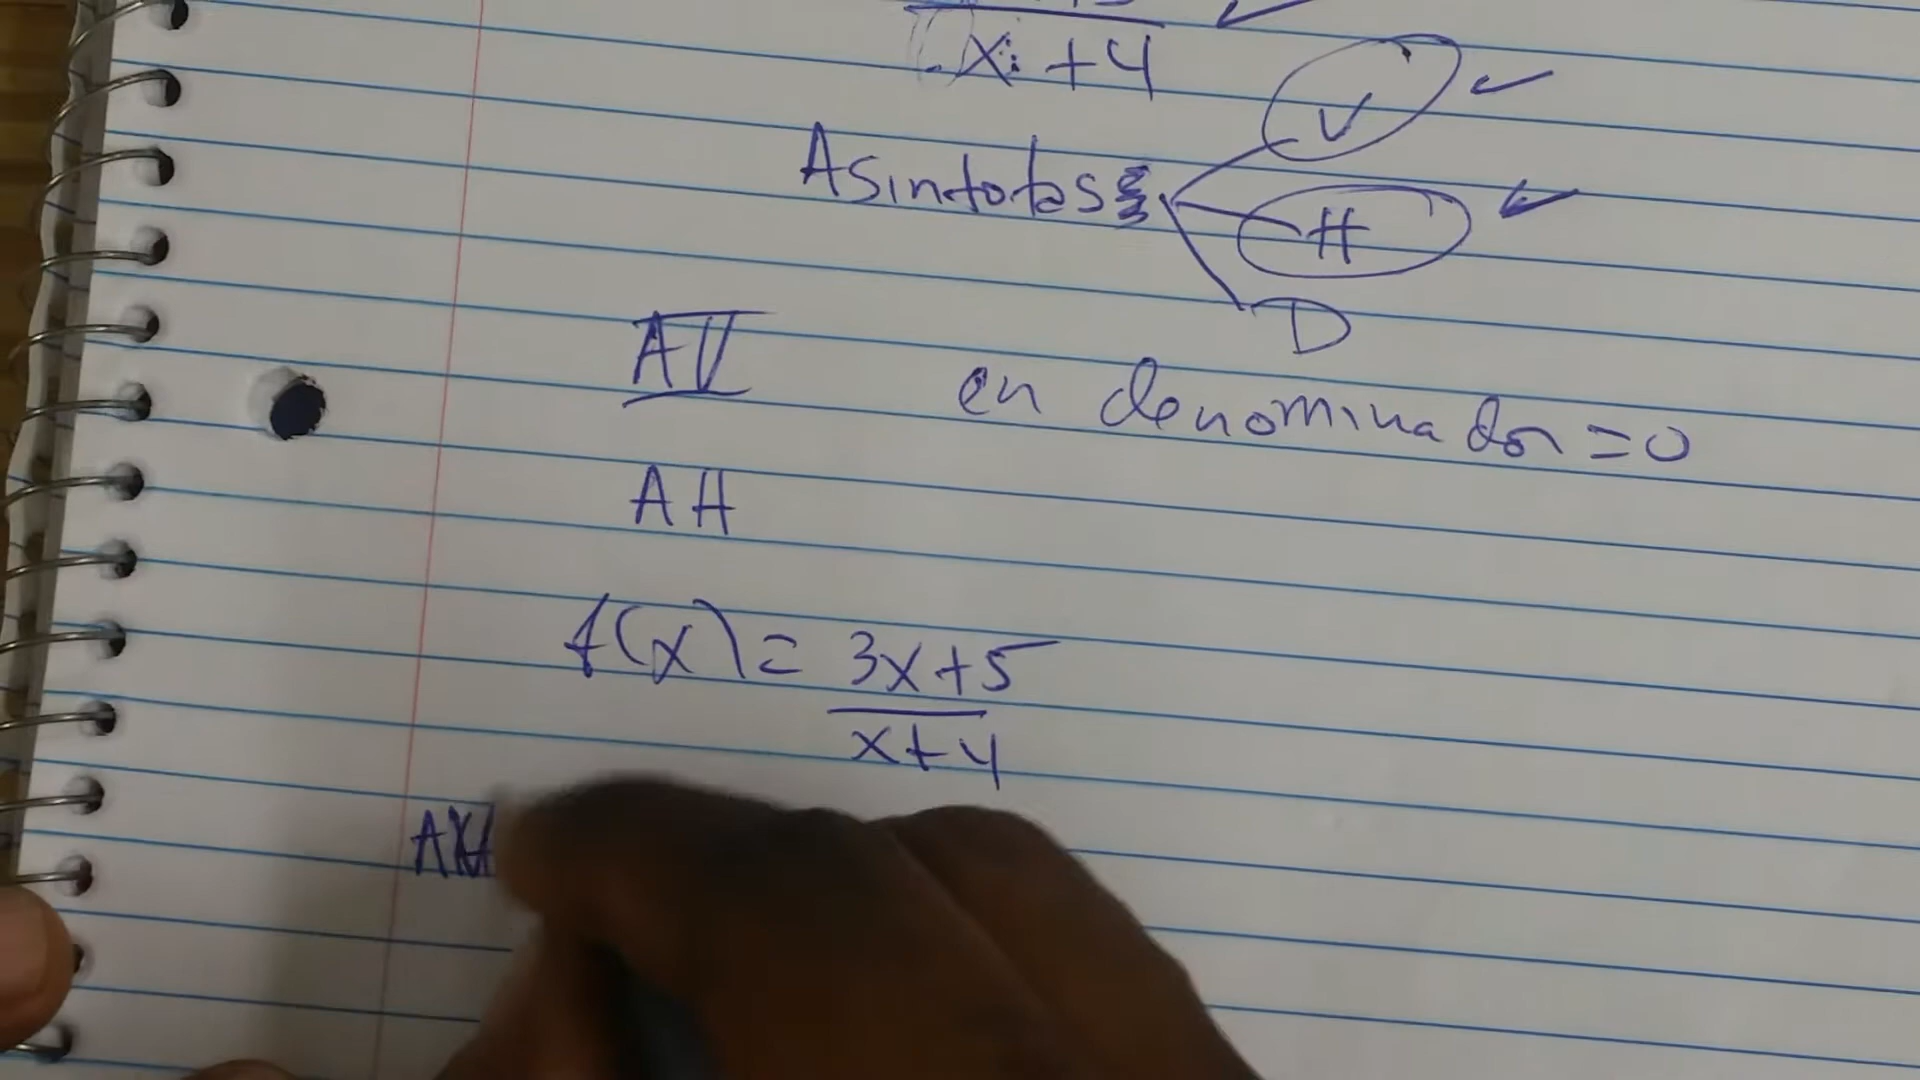 x + 4
V
Asintotas
H
D
AV en denominador = 0
AH
f(x) = 3x+5
x+4